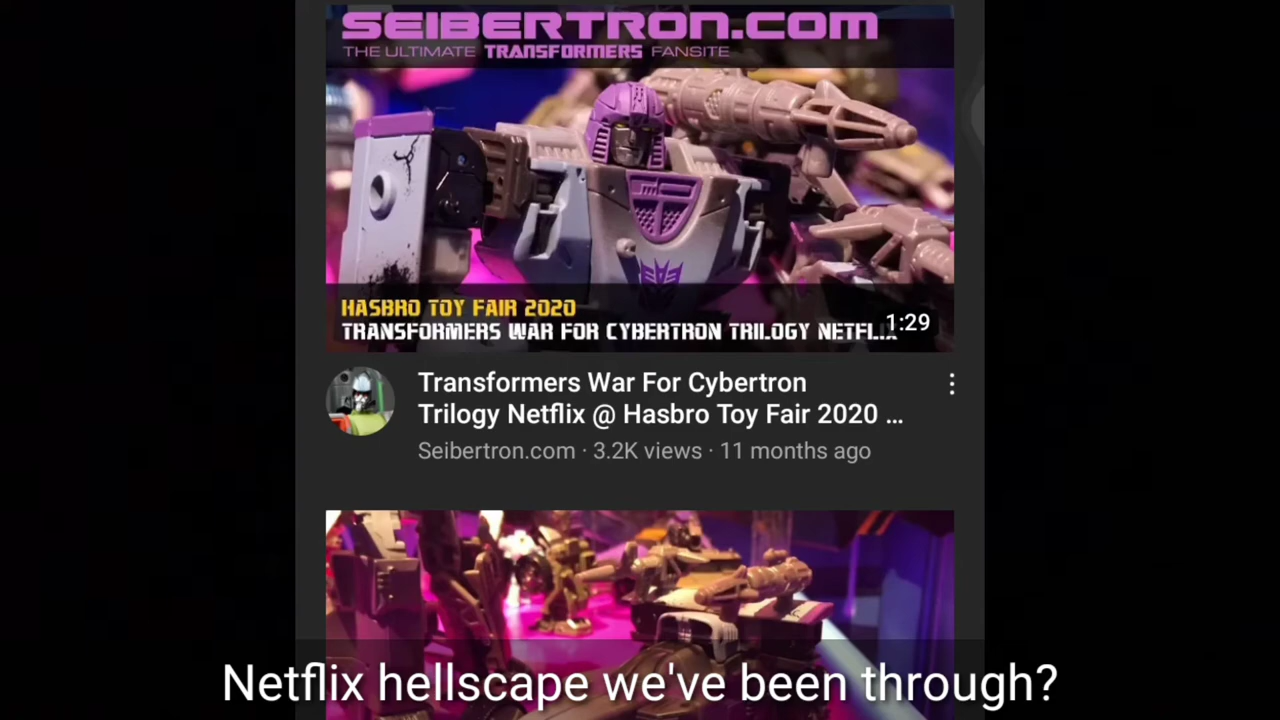 SEIBERTRON.COM
THE ULTIMATE TRANSFORMERS FANSITE
HASBRO TOY FAIR 2020
TRANSFORMERS WAR FOR CYBERTRON TRILOGY NETFLIX
1:29
Transformers War For Cybertron
Trilogy Netflix @ Hasbro Toy Fair 2020 ...
Seibertron.com · 3.2K views · 11 months ago
Netflix hellscape we've been through?